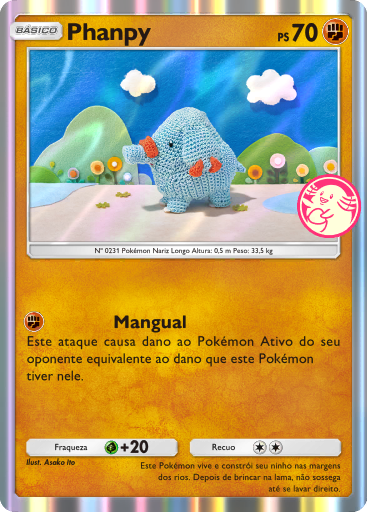 BÁSICO Phanpy PS 70
Nº 0231 Pokémon Nariz Longo Altura: 0,5 m Peso: 33,5 kg
Mangual
Este ataque causa dano ao Pokémon Ativo do seu
oponente equivalente ao dano que este Pokémon
tiver nele.
Fraqueza +20 Recuo
Ilust. Asako Ito
Este Pokémon vive e constrói seu ninho nas margens
dos rios. Depois de brincar na lama, não sossega
até se lavar direito.